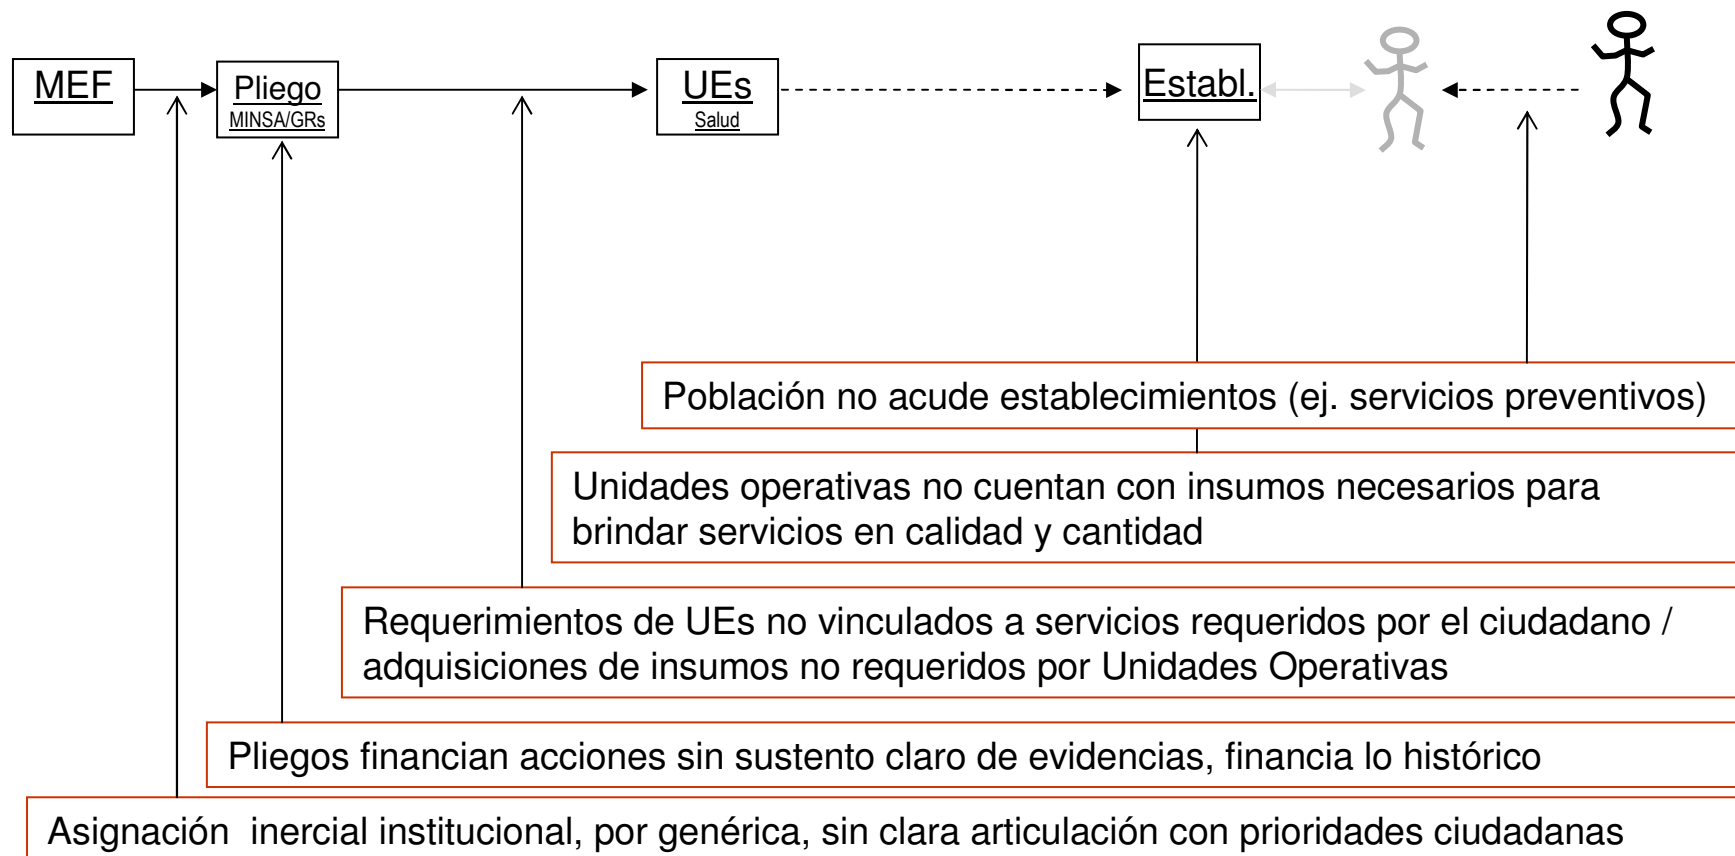 MEF
Pliego
MINSA/GRs
UEs
Salud
Establ.
Población no acude establecimientos (ej. servicios preventivos)
Unidades operativas no cuentan con insumos necesarios para
brindar servicios en calidad y cantidad
Requerimientos de UEs no vinculados a servicios requeridos por el ciudadano /
adquisiciones de insumos no requeridos por Unidades Operativas
Pliegos financian acciones sin sustento claro de evidencias, financia lo histórico
Asignación inercial institucional, por genérica, sin clara articulación con prioridades ciudadanas